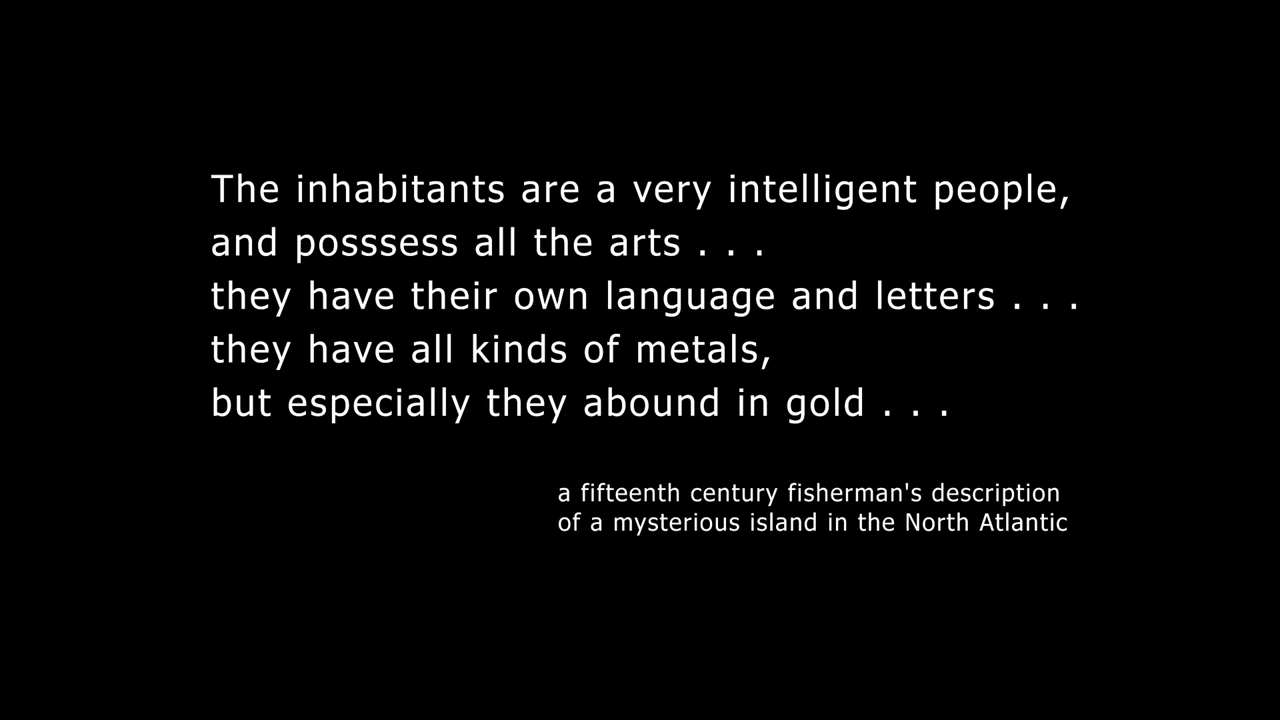 The inhabitants are a very intelligent people,
and posssess all the arts . . .
they have their own language and letters . . .
they have all kinds of metals,
but especially they abound in gold . . .
a fifteenth century fisherman's description
of a mysterious island in the North Atlantic